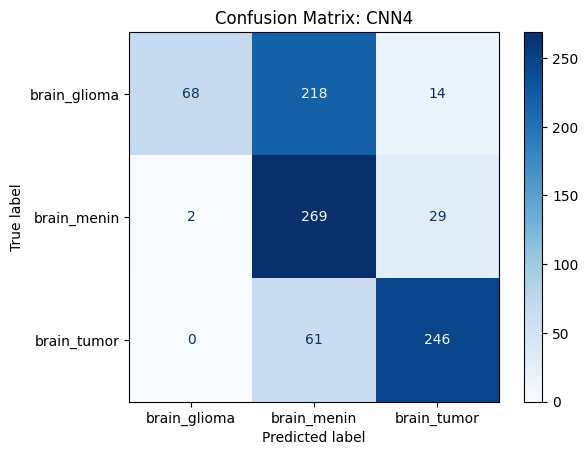 Confusion Matrix: CNN4
brain_glioma 68 218 14
brain_menin 2 269 29
brain_tumor 0 61 246
brain_glioma brain_menin brain_tumor
Predicted label
True label
250
200
150
100
50
0